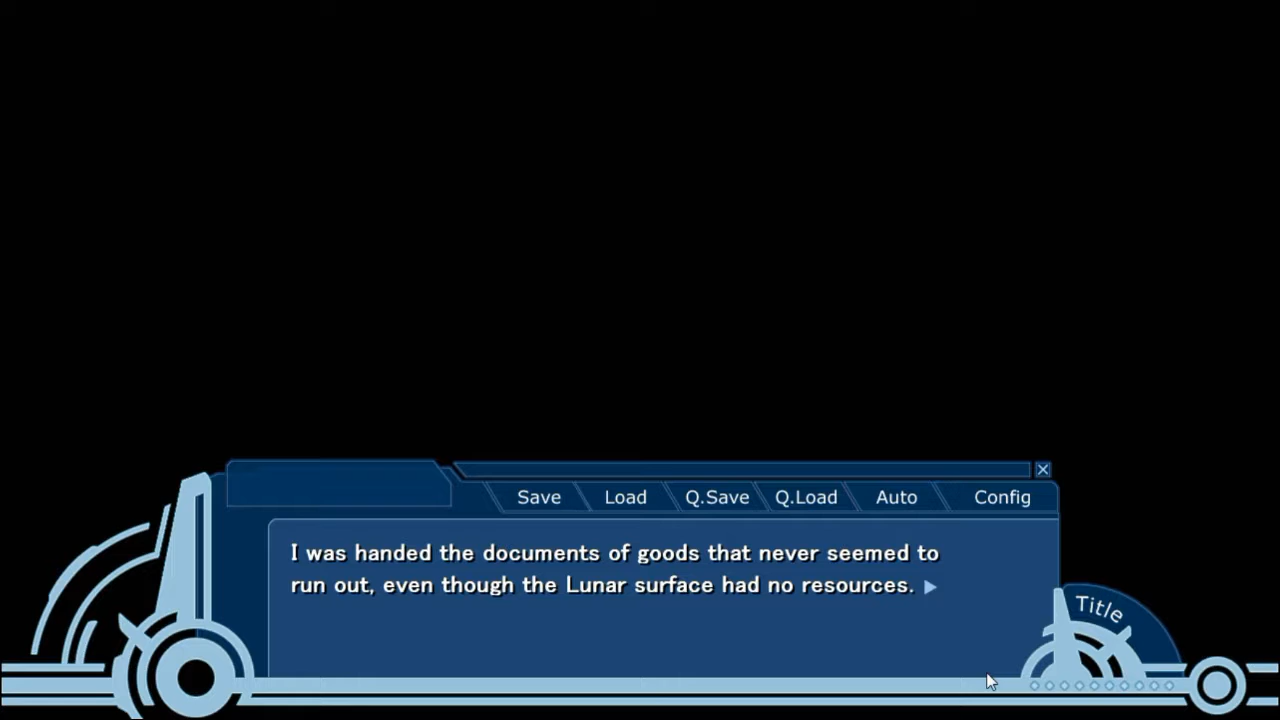 Save Load Q.Save Q.Load Auto Config
I was handed the documents of goods that never seemed to
run out, even though the Lunar surface had no resources.
Title